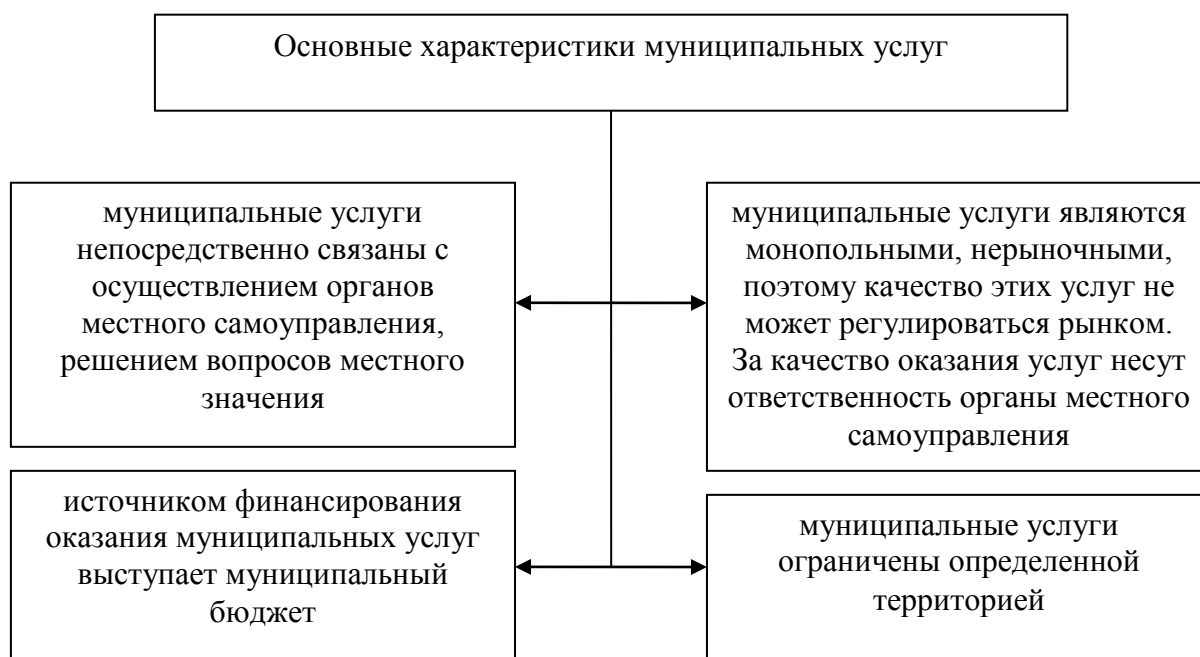 Основные характеристики муниципальных услуг
муниципальные услуги
непосредственно связаны с
осуществлением органов
местного самоуправления,
решением вопросов местного
значения
муниципальные услуги являются
монопольными, нерыночными,
поэтому качество этих услуг не
может регулироваться рынком.
За качество оказания услуг несут
ответственность органы местного
самоуправления
источником финансирования
оказания муниципальных услуг
выступает муниципальный
бюджет
муниципальные услуги
ограничены определенной
территорией